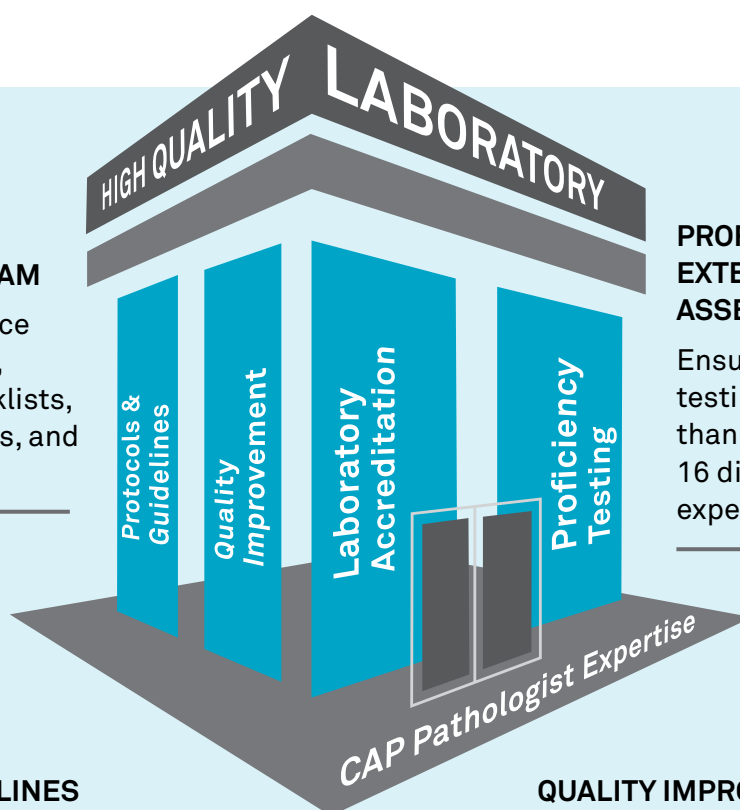 HIGH QUALITY LABORATORY
AM
ce
,
klists,
s, and
Protocols &
Guidelines
Quality
Improvement
Laboratory
Accreditation
Proficiency
Testing
CAP Pathologist Expertise
PROF
EXTE
ASSE
Ensu
testi
than
16 di
expe
LINES
QUALITY IMPRO